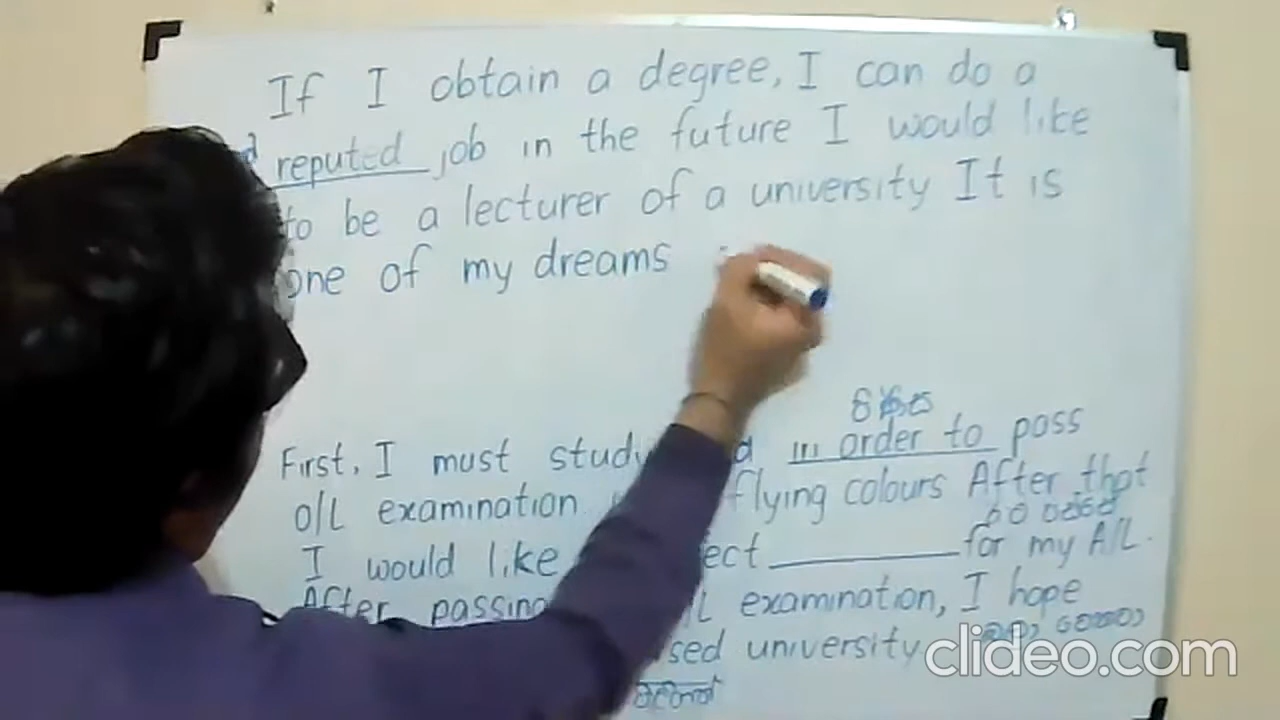 If I obtain a degree, I can do a
reputed job in the future I would like
to be a lecturer of a university It is
one of my dreams
First, I must study in order to pass
O/L examination flying colours After that
I would like for my A/L.
After passing examination, I hope
university
clideo.com